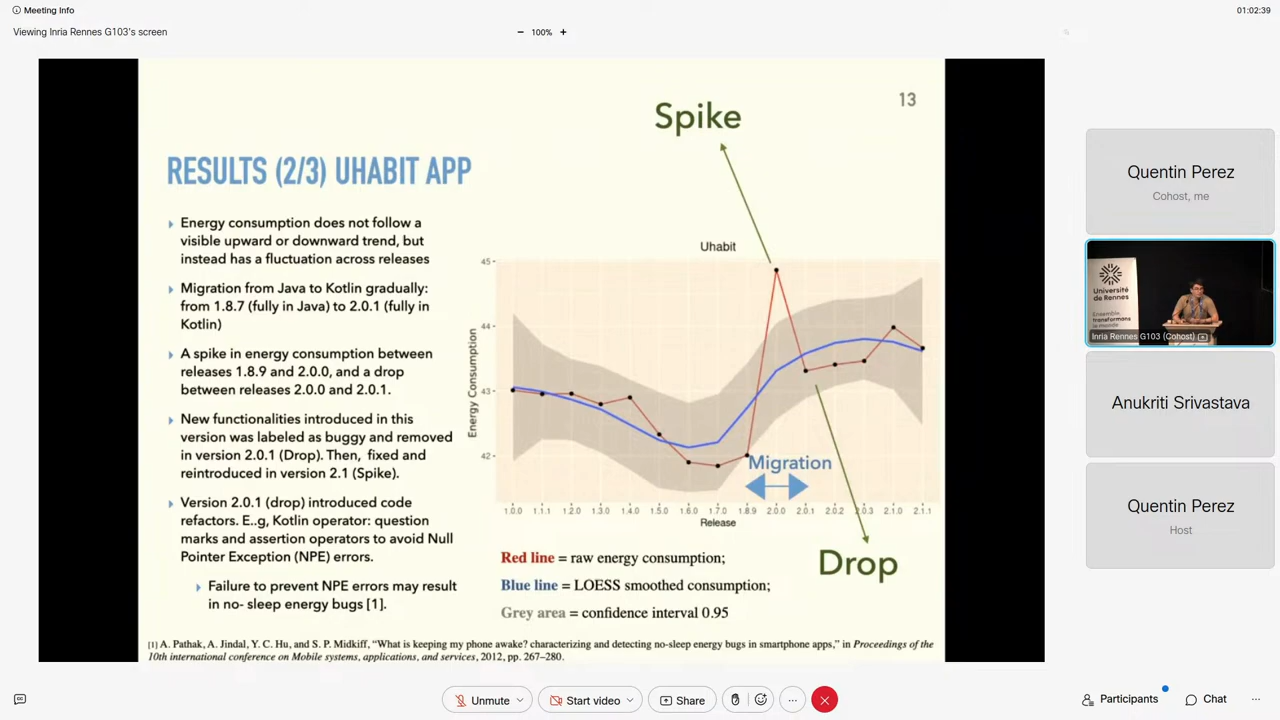 Meeting Info
01:02:39
Viewing Inria Rennes G103's screen
100%
13
Spike
RESULTS (2/3) UHABIT APP
Energy consumption does not follow a
visible upward or downward trend, but
instead has a fluctuation across releases
Migration from Java to Kotlin gradually:
from 1.8.7 (fully in Java) to 2.0.1 (fully in
Kotlin)
A spike in energy consumption between
releases 1.8.9 and 2.0.0, and a drop
between releases 2.0.0 and 2.0.1.
New functionalities introduced in this
version was labeled as buggy and removed
in version 2.0.1 (Drop). Then, fixed and
reintroduced in version 2.1 (Spike).
Version 2.0.1 (drop) introduced code
refactors. E..g, Kotlin operator: question
marks and assertion operators to avoid Null
Pointer Exception (NPE) errors.
Failure to prevent NPE errors may result
in no- sleep energy bugs [1].
Uhabit
45
44
43
42
Energy Consumption
Migration
1.0.0 1.1.1 1.2.0 1.3.0 1.4.0 1.5.0 1.6.0 1.7.0 1.8.9 2.0.0 2.0.1 2.0.2 2.0.3 2.1.0 2.1.1
Release
Drop
Red line = raw energy consumption;
Blue line = LOESS smoothed consumption;
Grey area = confidence interval 0.95
[1] A. Pathak, A. Jindal, Y. C. Hu, and S. P. Midkiff, “What is keeping my phone awake? characterizing and detecting no-sleep energy bugs in smartphone apps,” in Proceedings of the
10th international conference on Mobile systems, applications, and services, 2012, pp. 267–280.
Quentin Perez
Cohost, me
Université
de Rennes
Ensemble,
transformons
le monde
Inria Rennes G103 (Cohost)
Anukriti Srivastava
Quentin Perez
Host
Unmute
Start video
Share
Participants
Chat